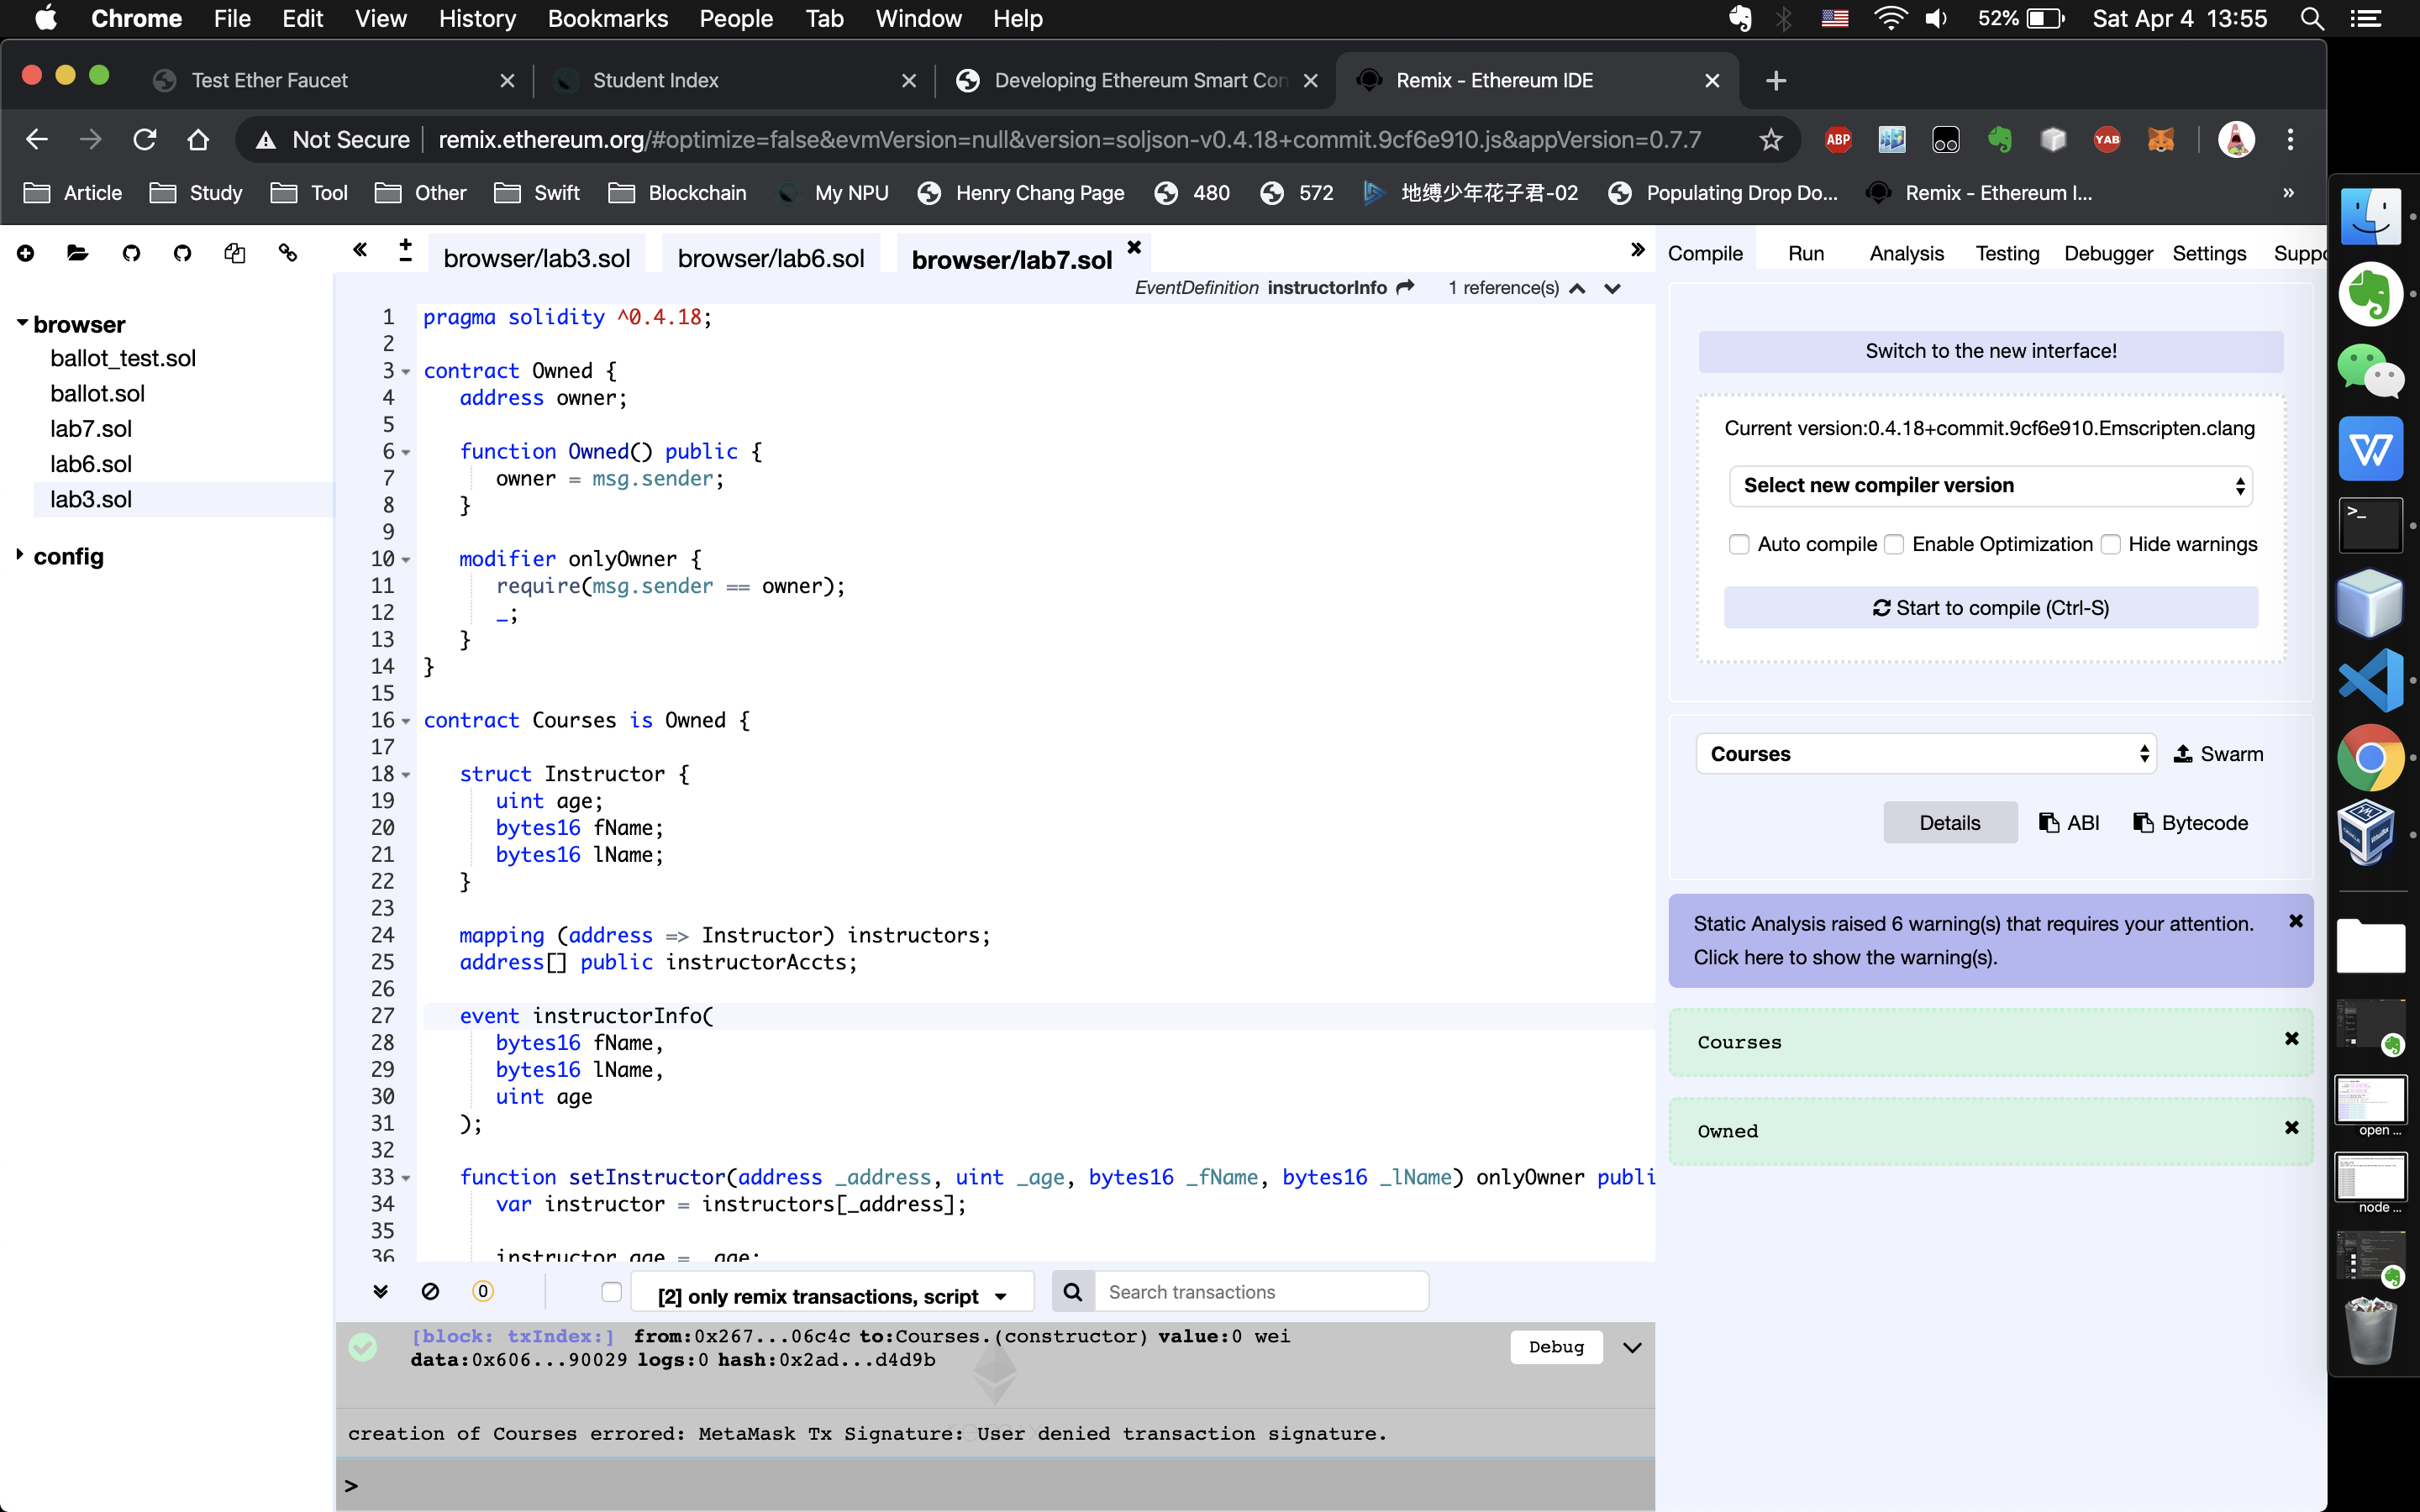 Chrome File Edit View History Bookmarks People Tab Window Help 52% Sat Apr 4 13:55
Test Ether Faucet Student Index Developing Ethereum Smart Con Remix - Ethereum IDE
Not Secure remix.ethereum.org/#optimize=false&evmVersion=null&version=soljson-v0.4.18+commit.9cf6e910.js&appVersion=0.7.7 ABP YAB
Article Study Tool Other Swift Blockchain My NPU Henry Chang Page 480 572 地缚少年花子君-02 Populating Drop Do... Remix - Ethereum I... »
browser
ballot_test.sol
ballot.sol
lab7.sol
lab6.sol
lab3.sol
config
browser/lab3.sol browser/lab6.sol browser/lab7.sol
EventDefinition instructorInfo 1 reference(s)
1 pragma solidity ^0.4.18;
2
3 contract Owned {
4 address owner;
5
6 function Owned() public {
7 owner = msg.sender;
8 }
9
10 modifier onlyOwner {
11 require(msg.sender == owner);
12 _;
13 }
14 }
15
16 contract Courses is Owned {
17
18 struct Instructor {
19 uint age;
20 bytes16 fName;
21 bytes16 lName;
22 }
23
24 mapping (address => Instructor) instructors;
25 address[] public instructorAccts;
26
27 event instructorInfo(
28 bytes16 fName,
29 bytes16 lName,
30 uint age
31 );
32
33 function setInstructor(address _address, uint _age, bytes16 _fName, bytes16 _lName) onlyOwner publi
34 var instructor = instructors[_address];
35
36 instructor.age = _age;
0 [2] only remix transactions, script Search transactions
[block: txIndex:] from:0x267...06c4c to:Courses.(constructor) value:0 wei
data:0x606...90029 logs:0 hash:0x2ad...d4d9b
Debug
creation of Courses errored: MetaMask Tx Signature: User denied transaction signature.
>
Compile Run Analysis Testing Debugger Settings Suppo
Switch to the new interface!
Current version:0.4.18+commit.9cf6e910.Emscripten.clang
Select new compiler version
Auto compile Enable Optimization Hide warnings
Start to compile (Ctrl-S)
Courses Swarm
Details ABI Bytecode
Static Analysis raised 6 warning(s) that requires your attention.
Click here to show the warning(s).
Courses
Owned
open ...
node ...